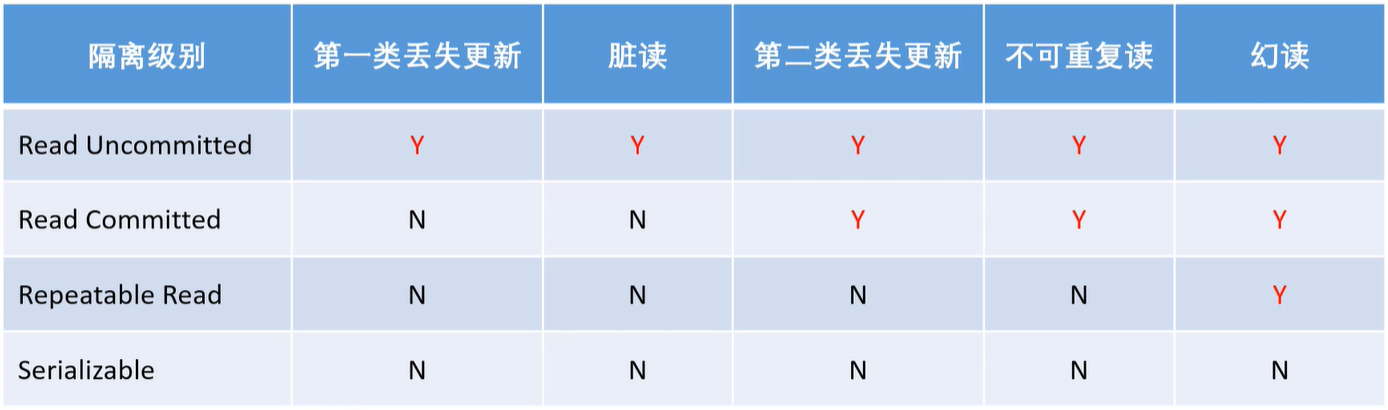 隔离级别 第一类丢失更新 脏读 第二类丢失更新 不可重复读 幻读
Read Uncommitted Y Y Y Y Y
Read Committed N N Y Y Y
Repeatable Read N N N N Y
Serializable N N N N N